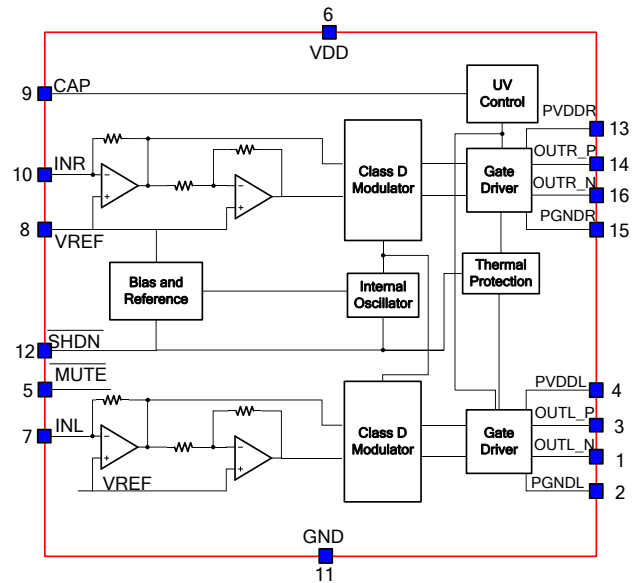 6
VDD
9
CAP
UV
Control
PVDDR
13
10
INR
Class D
Modulator
Gate
Driver
OUTR_P
14
OUTR_N
16
8
VREF
PGNDR
15
Bias and
Reference
Internal
Oscillator
Thermal
Protection
12
SHDN
5
MUTE
7
INL
Class D
Modulator
Gate
Driver
PVDDL
4
OUTL_P
3
OUTL_N
1
VREF
PGNDL
2
GND
11
−
+
−
+
−
+
−
+